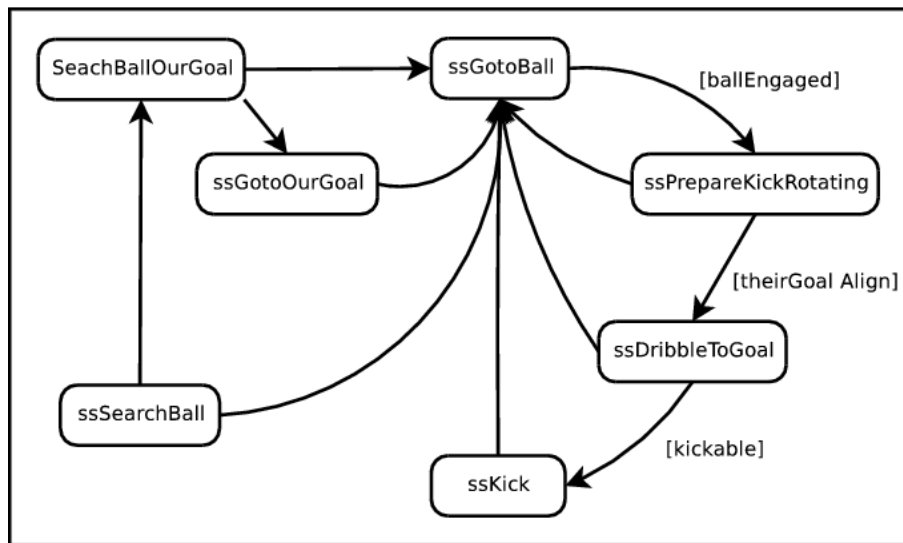 SeachBallOurGoal
ssGotoBall
[ballEngaged]
ssGotoOurGoal
ssPrepareKickRotating
[theirGoal Align]
ssDribbleToGoal
ssSearchBall
[kickable]
ssKick